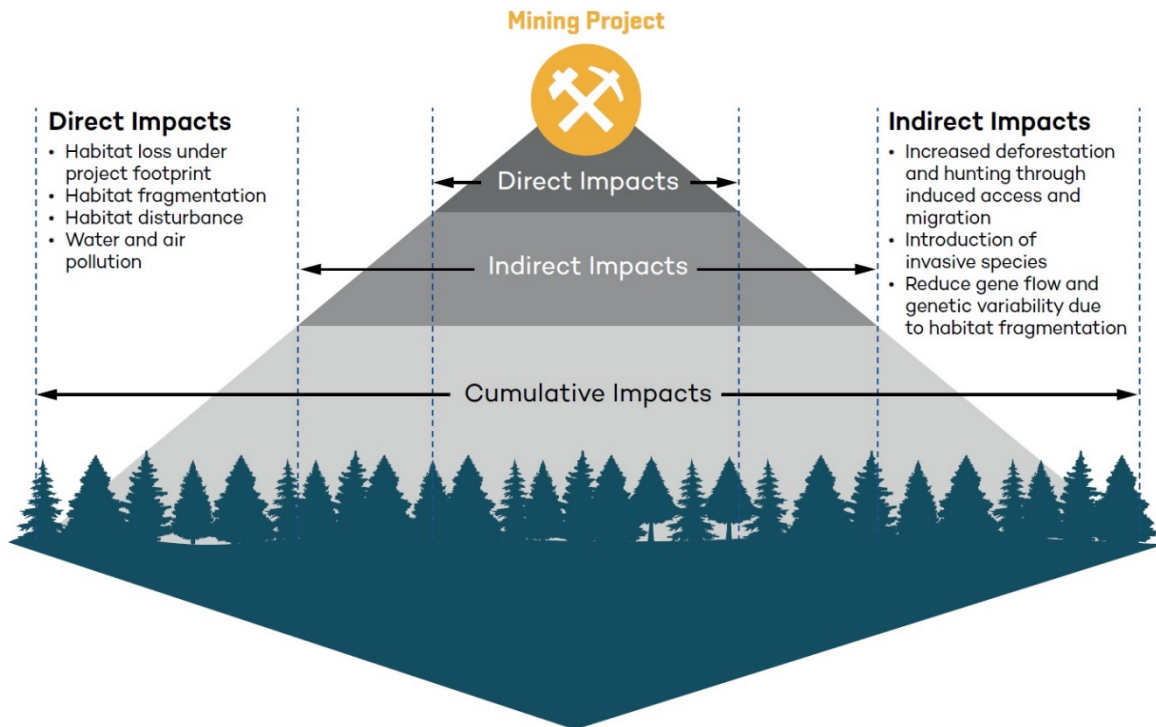 Mining Project
Direct Impacts
• Habitat loss under
project footprint
• Habitat fragmentation
• Habitat disturbance
• Water and air
pollution
Indirect Impacts
• Increased deforestation
and hunting through
induced access and
migration
• Introduction of
invasive species
• Reduce gene flow and
genetic variability due
to habitat fragmentation
Direct Impacts
Indirect Impacts
Cumulative Impacts